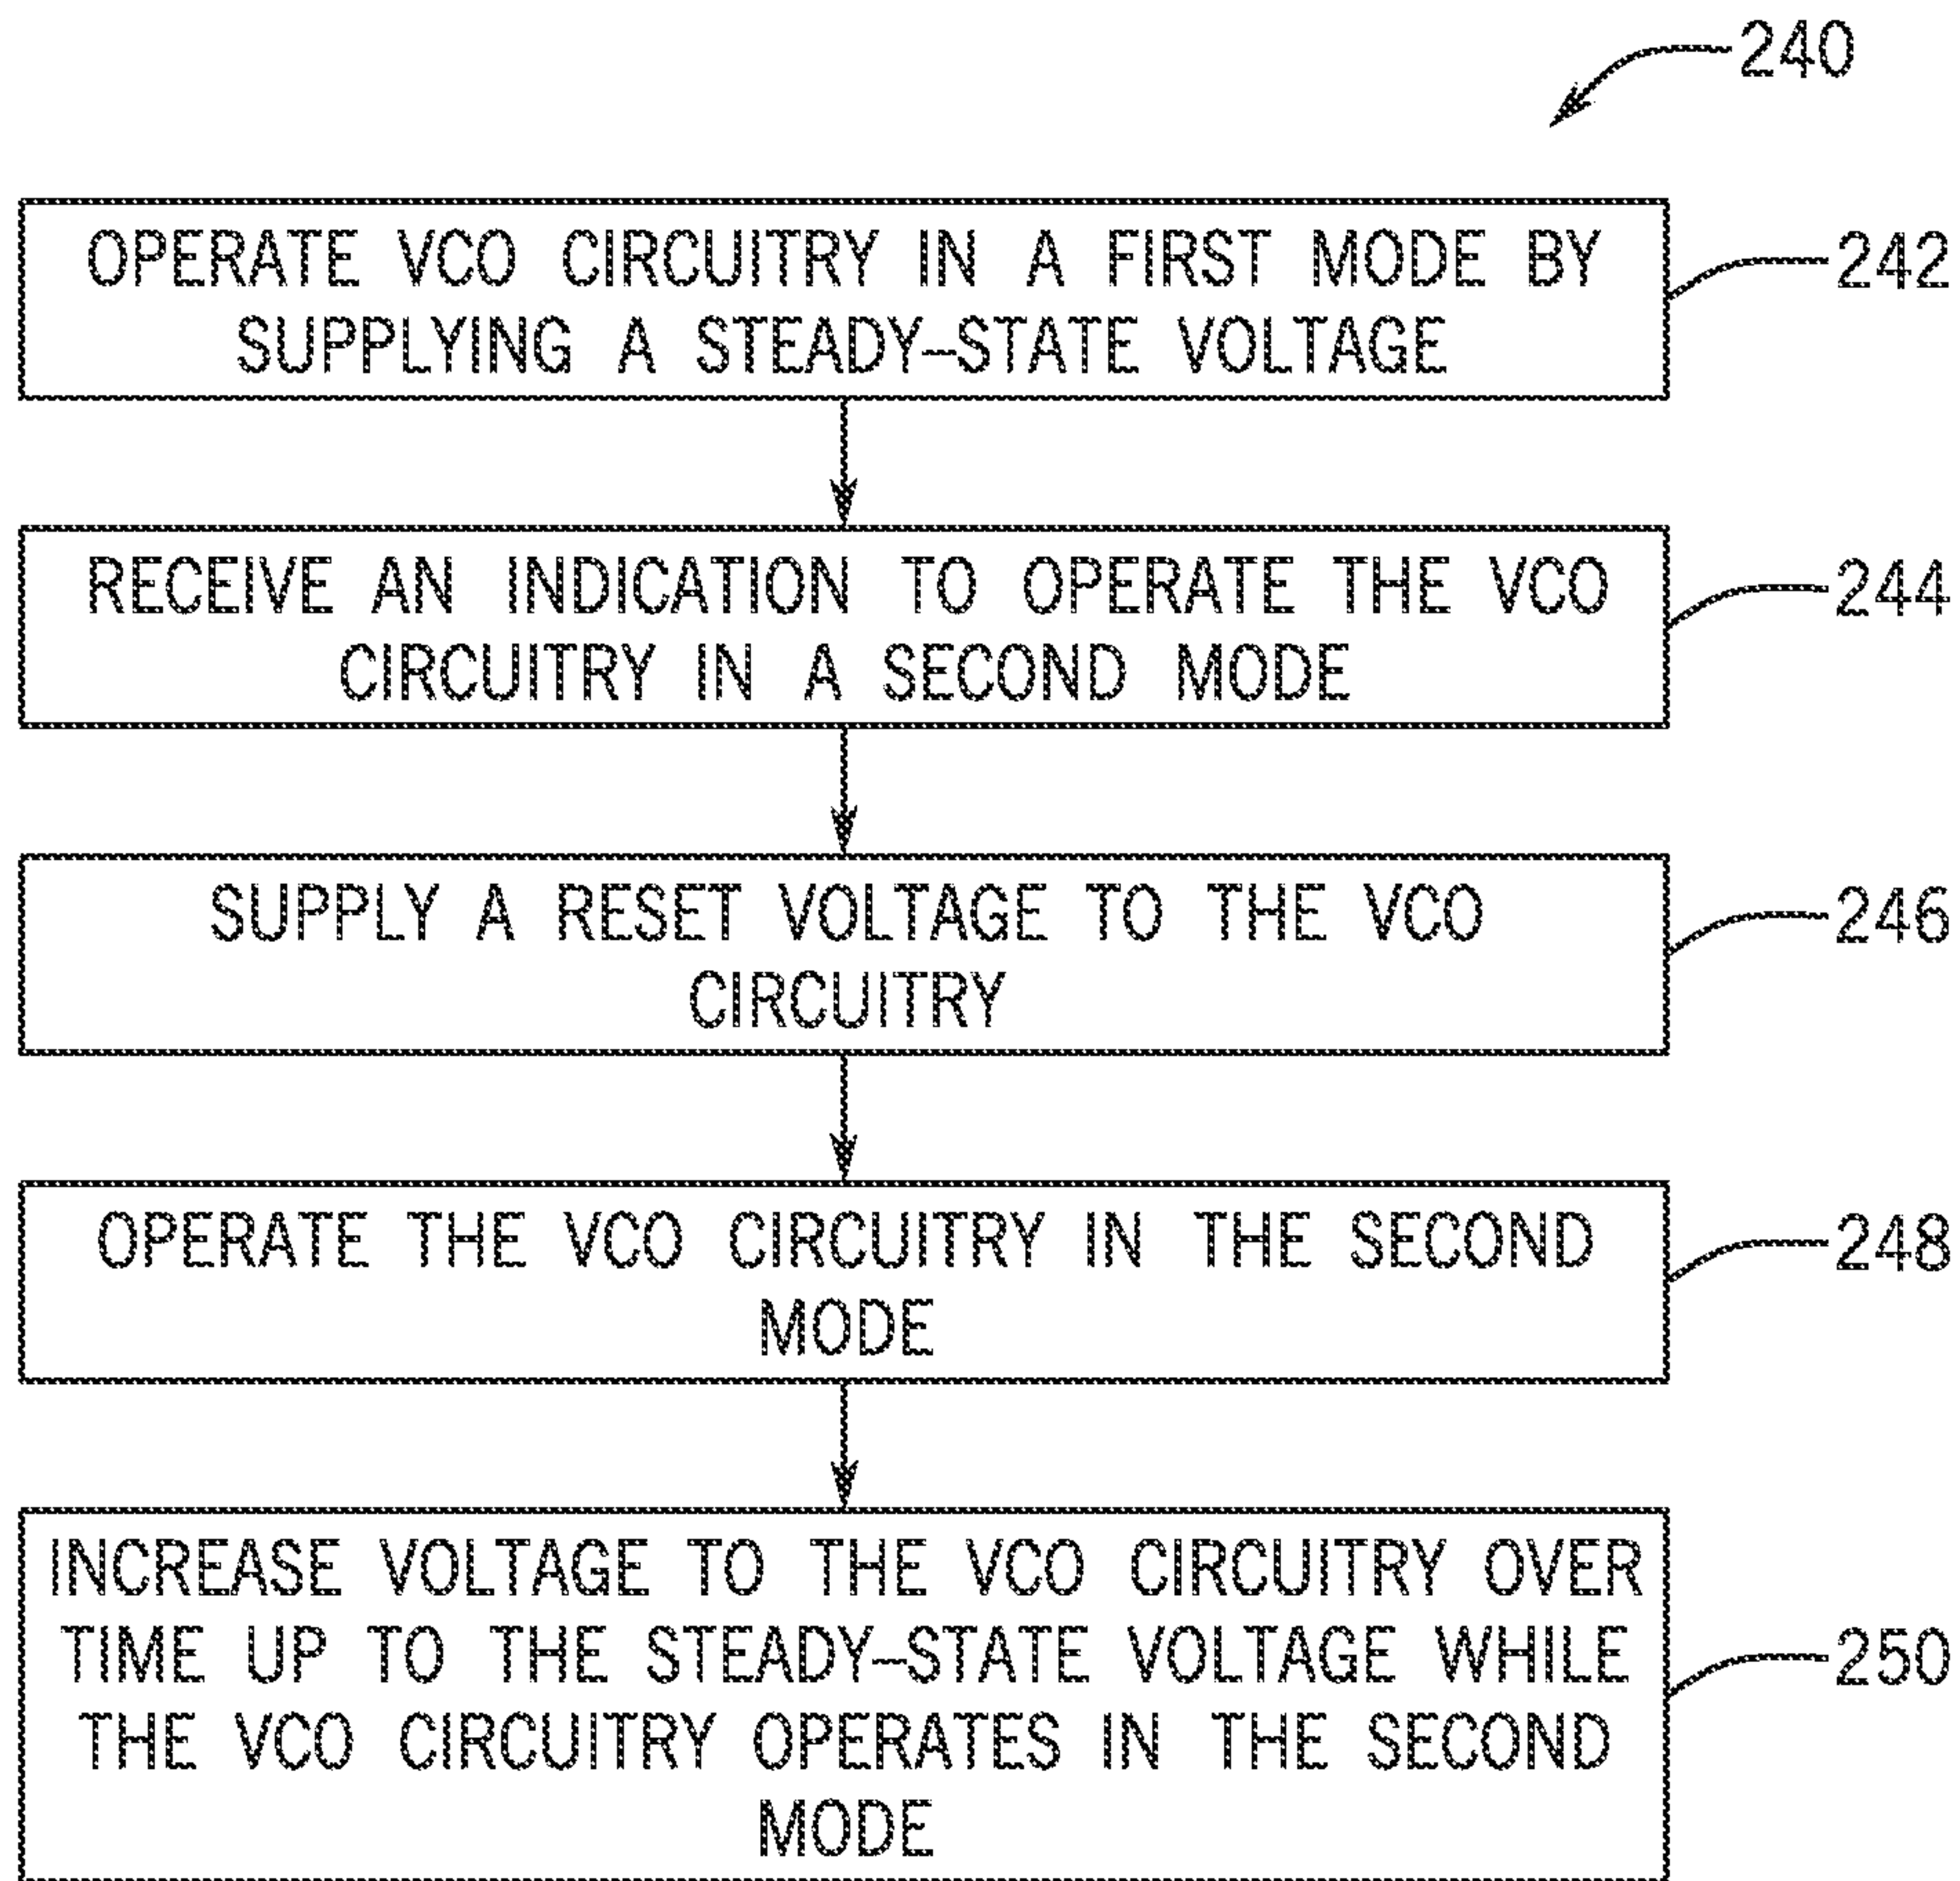 240
OPERATE VCO CIRCUITRY IN A FIRST MODE BY
SUPPLYING A STEADY-STATE VOLTAGE
242
RECEIVE AN INDICATION TO OPERATE THE VCO
CIRCUITRY IN A SECOND MODE
244
SUPPLY A RESET VOLTAGE TO THE VCO
CIRCUITRY
246
OPERATE THE VCO CIRCUITRY IN THE SECOND
MODE
248
INCREASE VOLTAGE TO THE VCO CIRCUITRY OVER
TIME UP TO THE STEADY-STATE VOLTAGE WHILE
THE VCO CIRCUITRY OPERATES IN THE SECOND
MODE
250